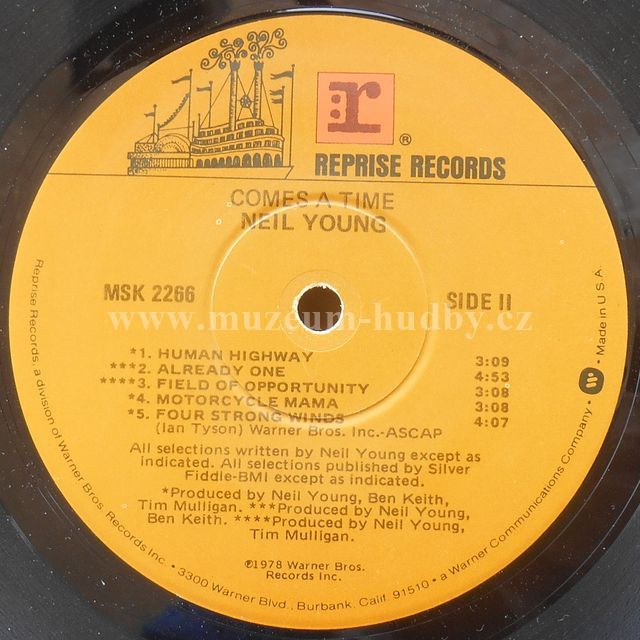 r ®
REPRISE RECORDS
COMES A TIME
NEIL YOUNG
MSK 2266
SIDE II
www.muzeum-hudby.cz
*1. HUMAN HIGHWAY 3:09
***2. ALREADY ONE 4:53
****3. FIELD OF OPPORTUNITY 3:08
*4. MOTORCYCLE MAMA 3:08
*5. FOUR STRONG WINDS 4:07
(Ian Tyson) Warner Bros. Inc.-ASCAP
All selections written by Neil Young except as
indicated. All selections published by Silver
Fiddle-BMI except as indicated.
*Produced by Neil Young, Ben Keith,
Tim Mulligan. ***Produced by Neil Young,
Ben Keith. ****Produced by Neil Young,
Tim Mulligan.
℗1978 Warner Bros.
Records Inc.
Reprise Records, a division of Warner Bros. Records Inc. • 3300 Warner Blvd., Burbank, Calif. 91510 • a Warner Communications Company • W • Made in U.S.A.